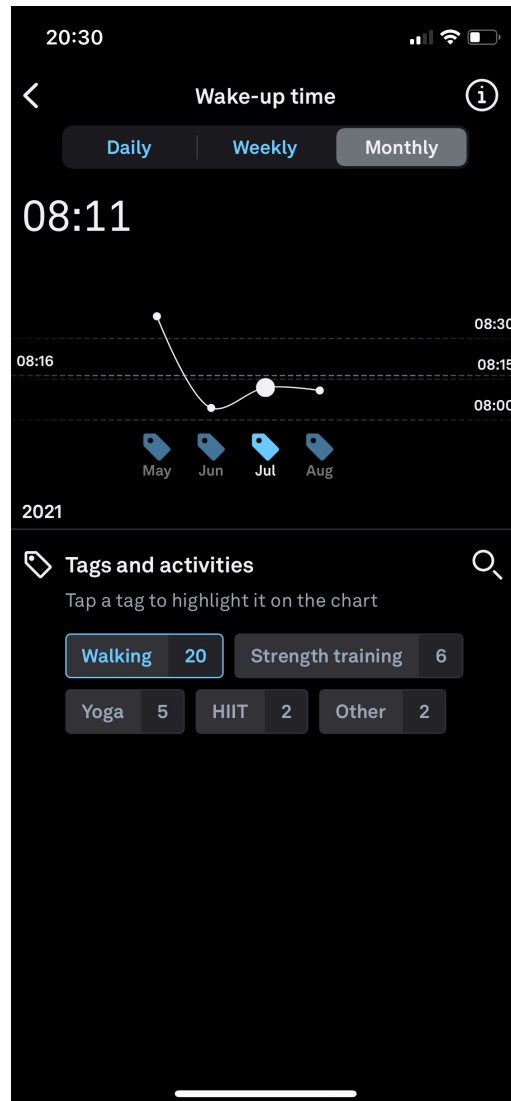 20:30
Wake-up time
Daily Weekly Monthly
08:11
08:30
08:16
08:15
08:00
May Jun Jul Aug
2021
Tags and activities
Tap a tag to highlight it on the chart
Walking 20 Strength training 6
Yoga 5 HIIT 2 Other 2